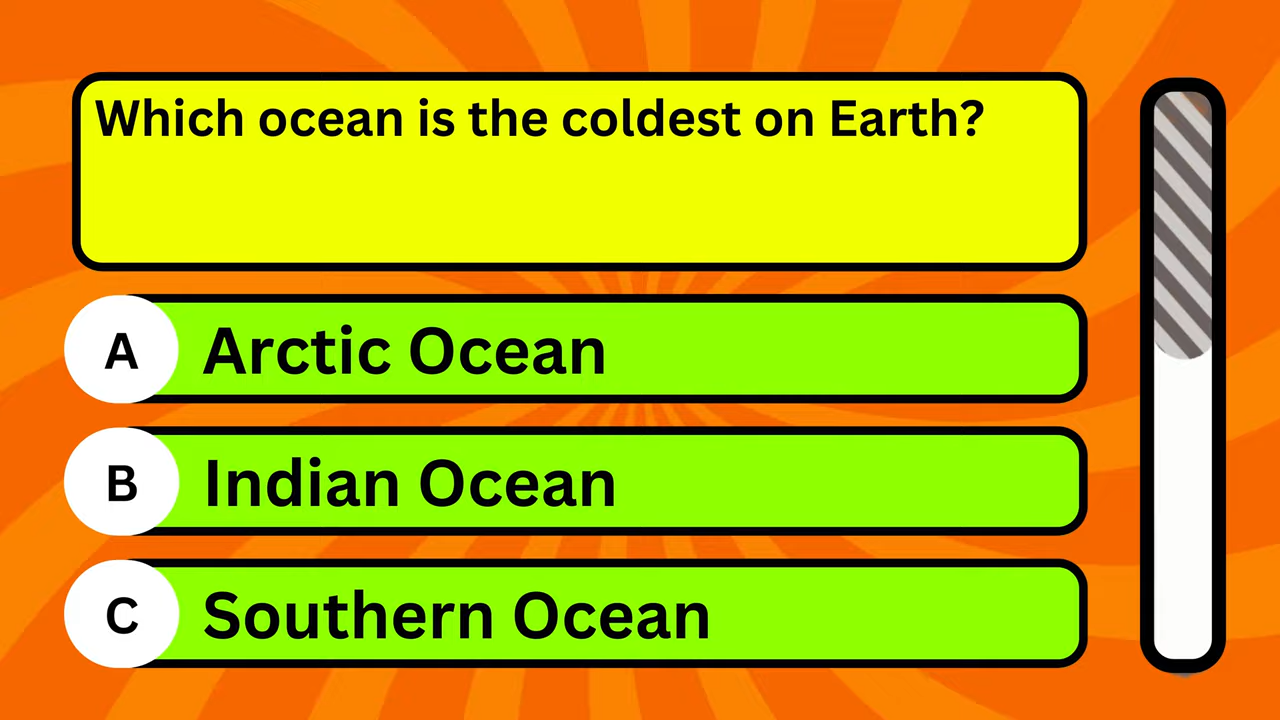 Which ocean is the coldest on Earth?
A Arctic Ocean
B Indian Ocean
C Southern Ocean